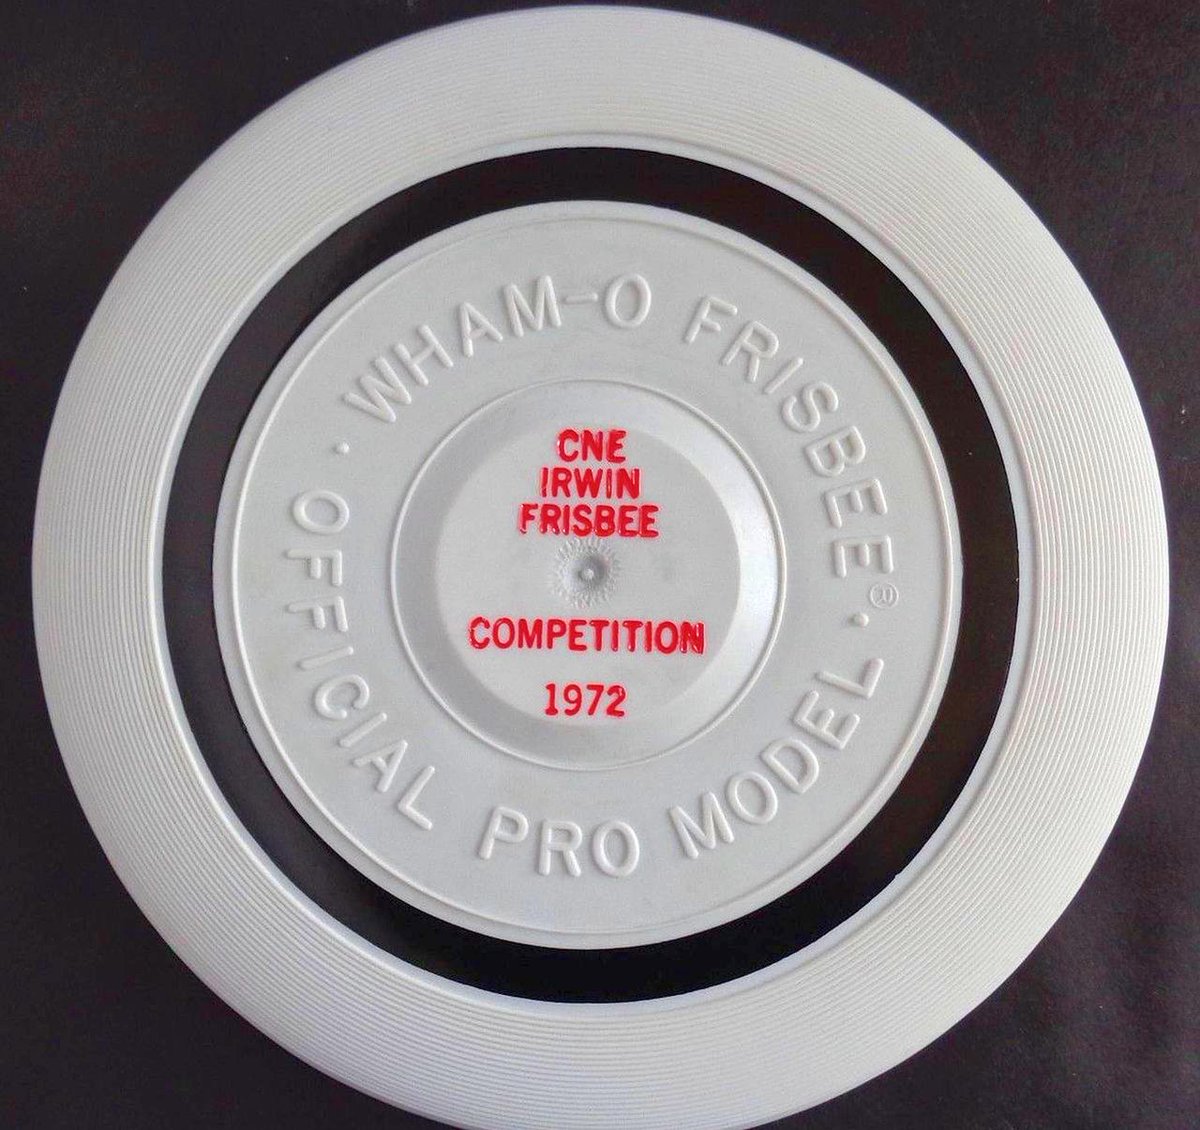 · WHAM-O FRISBEE® ·
OFFICIAL PRO MODEL
CNE
IRWIN
FRISBEE
COMPETITION
1972